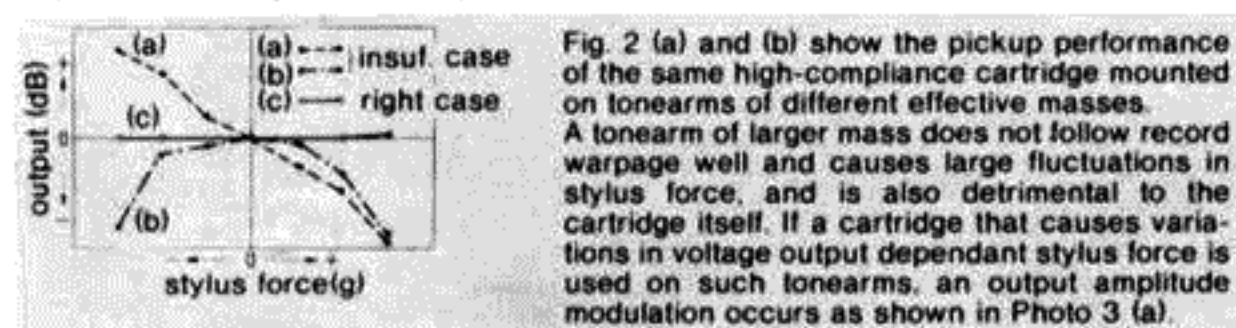 (a)
(a) insuf. case
(b)
(c) right case
output (dB)
+
0
(c)
−
(b)
0
stylus force(g)
Fig. 2 (a) and (b) show the pickup performance
of the same high-compliance cartridge mounted
on tonearms of different effective masses.
A tonearm of larger mass does not follow record
warpage well and causes large fluctuations in
stylus force, and is also detrimental to the
cartridge itself. If a cartridge that causes varia-
tions in voltage output dependant stylus force is
used on such tonearms, an output amplitude
modulation occurs as shown in Photo 3 (a).